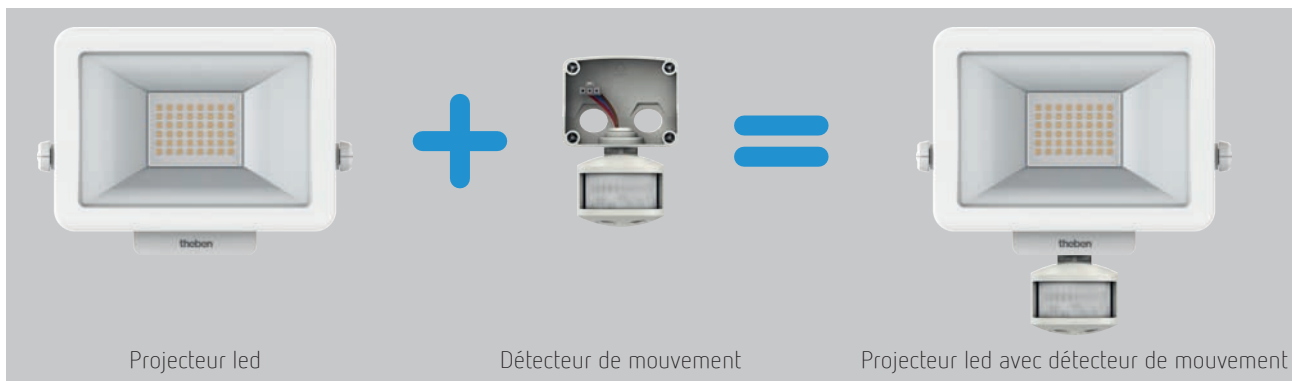 theben
theben
Projecteur led
Détecteur de mouvement
Projecteur led avec détecteur de mouvement